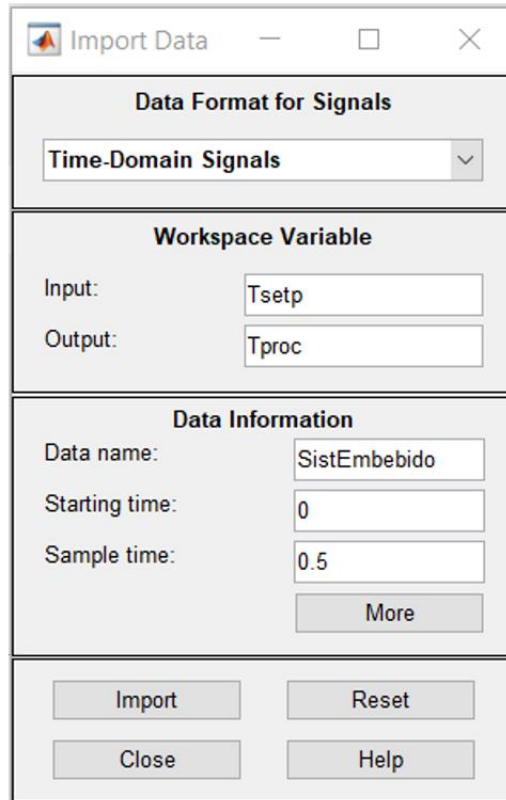 Import Data
Data Format for Signals
Time-Domain Signals
Workspace Variable
Input: Tsetp
Output: Tproc
Data Information
Data name: SistEmbebido
Starting time: 0
Sample time: 0.5
More
Import Reset
Close Help